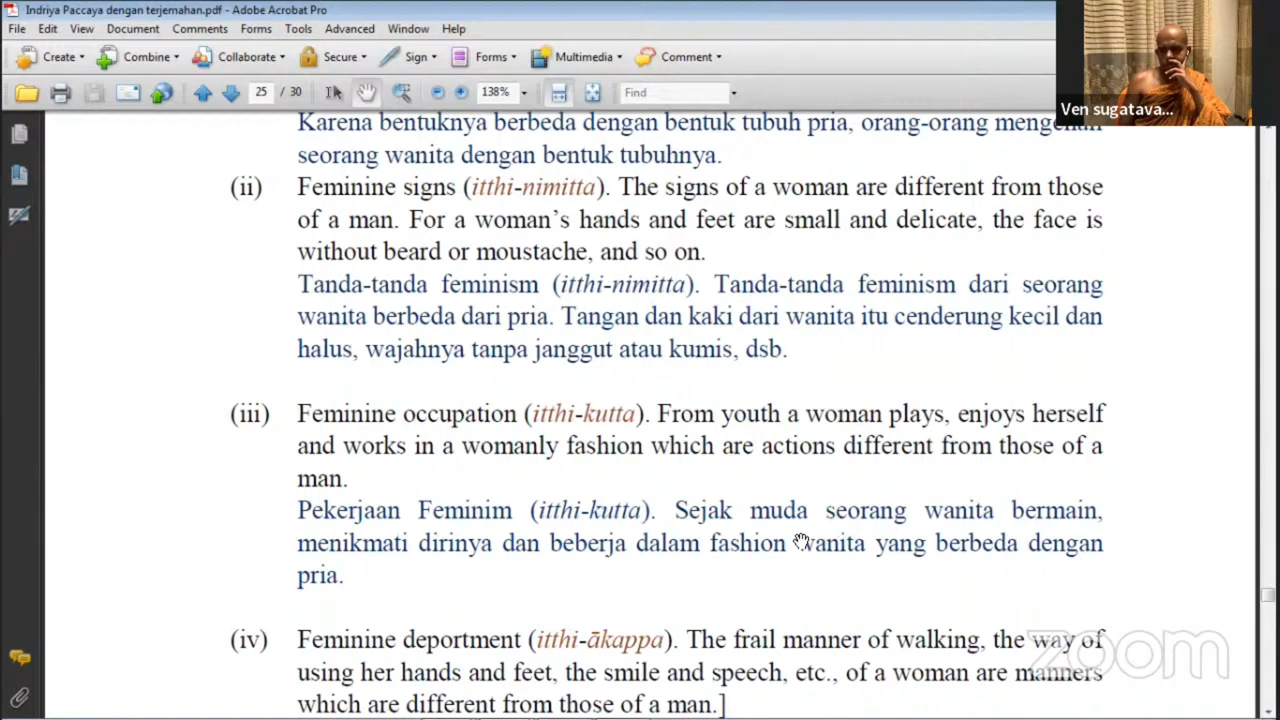 Indriya Paccaya dengan terjemahan.pdf - Adobe Acrobat Pro
File Edit View Document Comments Forms Tools Advanced Window Help
Create Combine Collaborate Secure Sign Forms Multimedia Comment
25 / 30 138% Find
Ven sugatava...
Karena bentuknya berbeda dengan bentuk tubuh pria, orang-orang
seorang wanita dengan bentuk tubuhnya.
(ii) Feminine signs (itthi-nimitta). The signs of a woman are different from those
of a man. For a woman's hands and feet are small and delicate, the face is
without beard or moustache, and so on.
Tanda-tanda feminism (itthi-nimitta). Tanda-tanda feminism dari seorang
wanita berbeda dari pria. Tangan dan kaki dari wanita itu cenderung kecil dan
halus, wajahnya tanpa janggut atau kumis, dsb.
(iii) Feminine occupation (itthi-kutta). From youth a woman plays, enjoys herself
and works in a womanly fashion which are actions different from those of a
man.
Pekerjaan Feminim (itthi-kutta). Sejak muda seorang wanita bermain,
menikmati dirinya dan beberja dalam fashion wanita yang berbeda dengan
pria.
(iv) Feminine deportment (itthi-ākappa). The frail manner of walking, the way of
using her hands and feet, the smile and speech, etc., of a woman are manners
which are different from those of a man.]
zoom